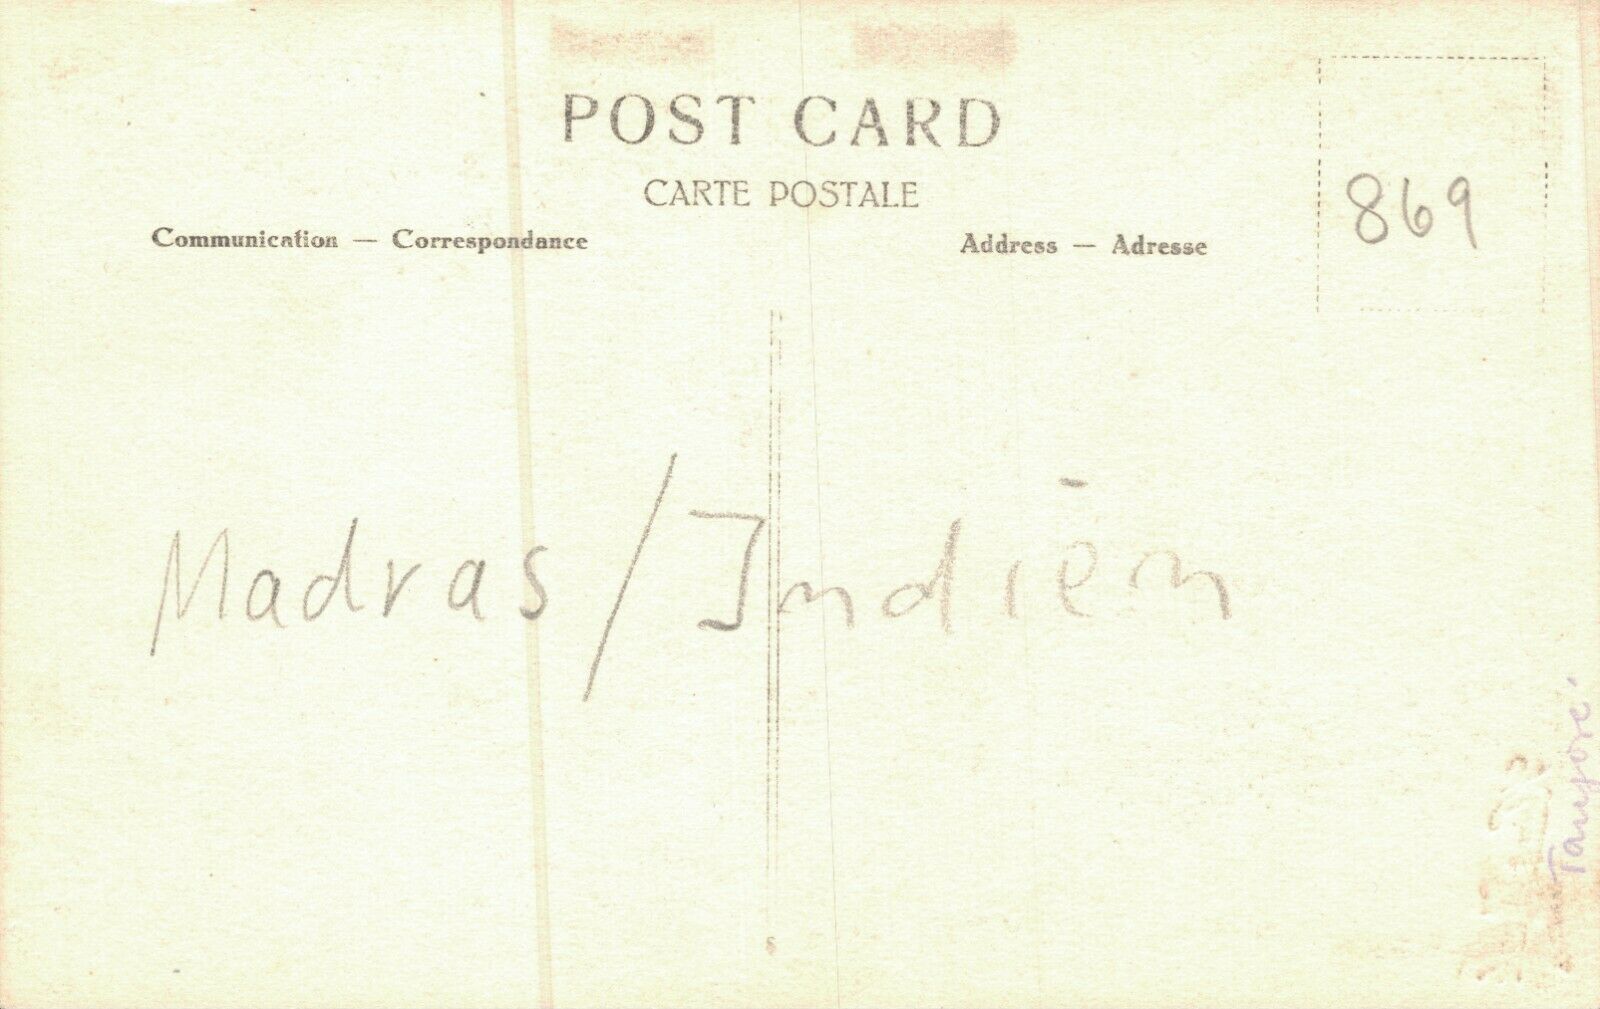 POST CARD
CARTE POSTALE
Communication — Correspondance
Address — Adresse
869
Madras / Indien
Tanjore.